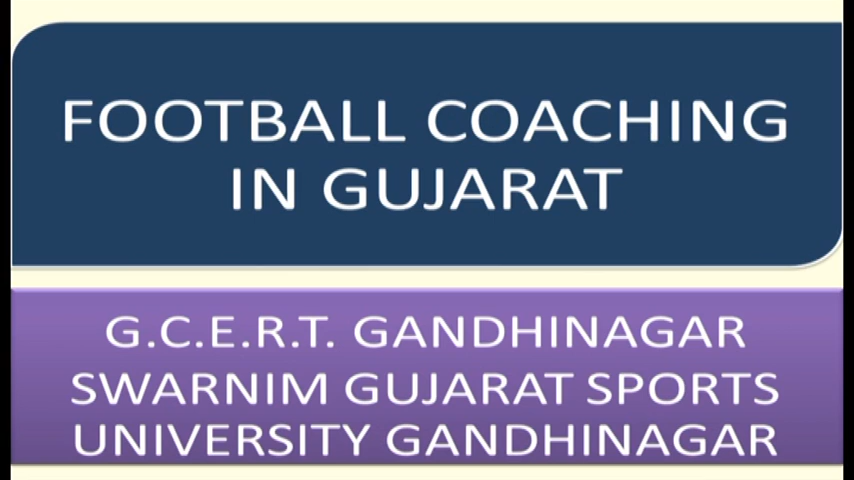 FOOTBALL COACHING
IN GUJARAT
G.C.E.R.T. GANDHINAGAR
SWARNIM GUJARAT SPORTS
UNIVERSITY GANDHINAGAR